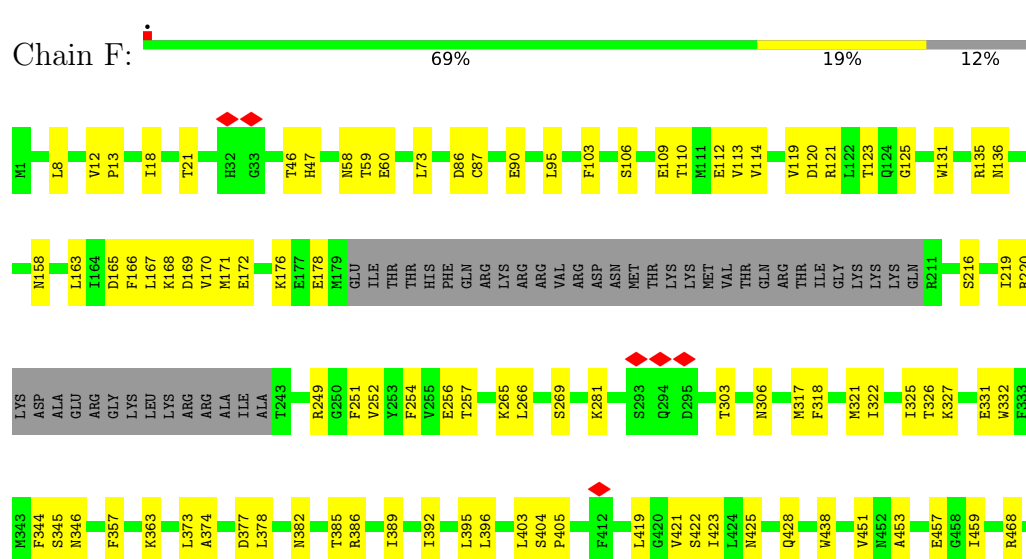 Chain F:
69% 19% 12%
M1 L8 V12 P13 I18 T21 H32 G33 T46 H47 N58 T59 E60 L73 D86 C87 E90 L95 F103 S106 E109 T110 M111 E112 V113 V114 V119 D120 R121 L122 T123 Q124 G125 W131 R135 N136
N158 L163 I164 D165 F166 L167 K168 D169 V170 M171 E172 K176 E177 E178 M179 GLU ILE THR THR HIS PHE GLN ARG LYS ARG ARG VAL ARG ASP ASN MET THR LYS LYS MET VAL THR GLN ARG THR ILE GLY LYS LYS LYS GLN R211 S216 I219 R220
LYS ASP ALA GLU ARG GLY LYS LEU LYS ARG ARG ALA ILE ALA T243 R249 G250 F251 V252 Y253 F254 V255 E256 T257 K265 L266 S269 K281 S293 Q294 D295 T303 N306 M317 F318 M321 I322 I325 T326 K327 E331 W332 F333
M343 F344 S345 N346 F357 K363 L373 A374 D377 L378 N382 T385 R386 I389 I392 L395 L396 L403 S404 P405 F412 L419 G420 V421 S422 I423 L424 N425 Q428 W438 V451 N452 A453 E457 G458 I459 R468